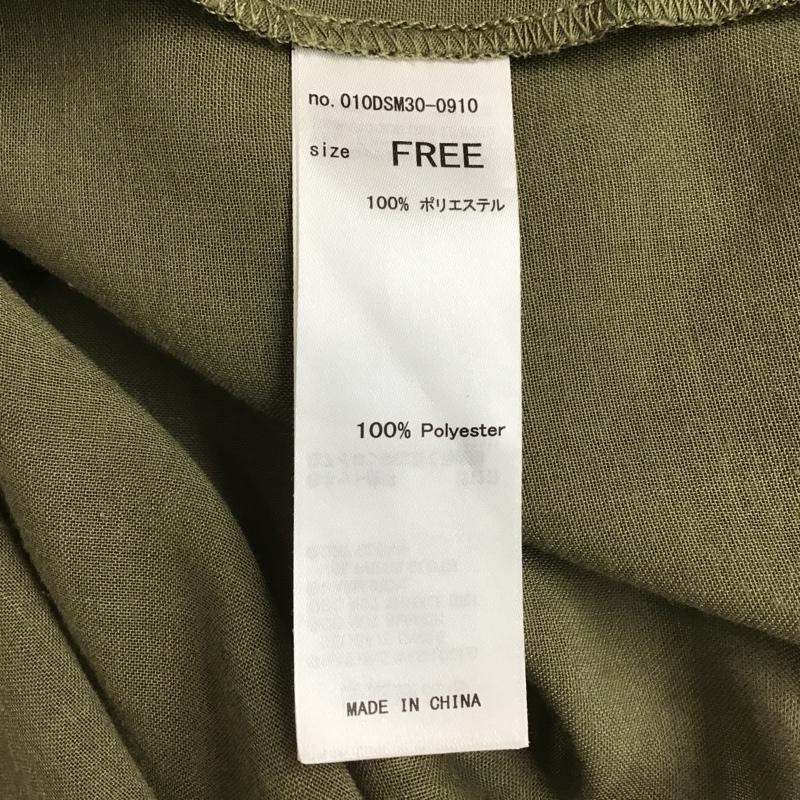 no. 010DSM30-0910
size FREE
100% ポリエステル
100% Polyester
MADE IN CHINA